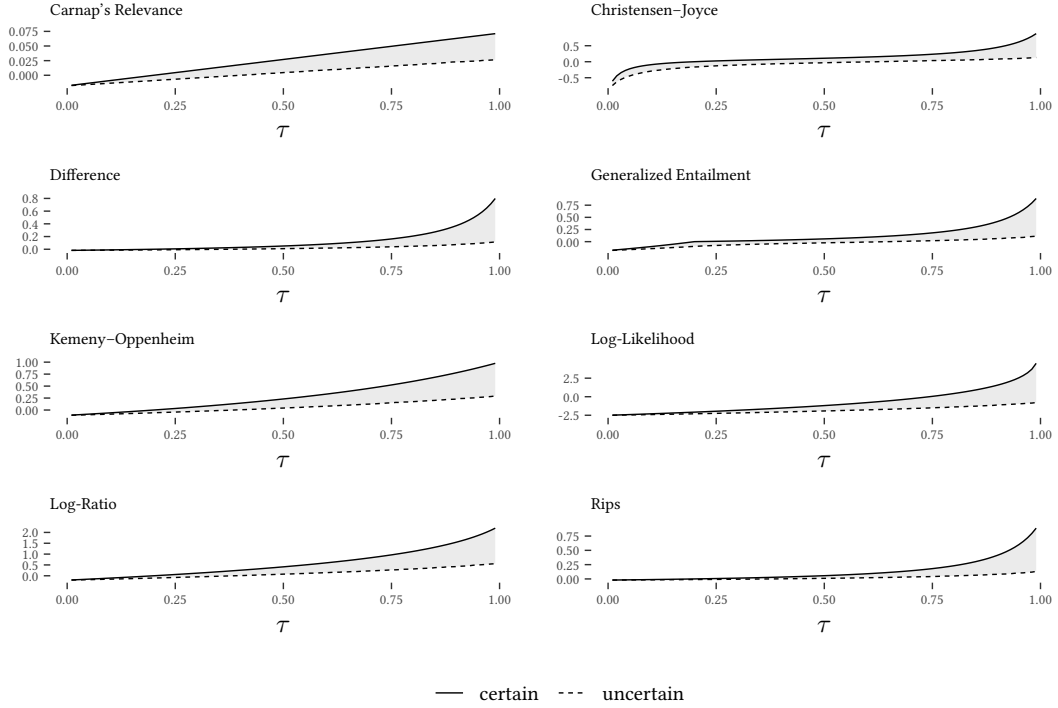 Carnap's Relevance
0.075
0.050
0.025
0.000
0.00 0.25 0.50 0.75 1.00
τ
Christensen–Joyce
0.5
0.0
−0.5
0.00 0.25 0.50 0.75 1.00
τ
Difference
0.8
0.6
0.4
0.2
0.0
0.00 0.25 0.50 0.75 1.00
τ
Generalized Entailment
0.75
0.50
0.25
0.00
0.00 0.25 0.50 0.75 1.00
τ
Kemeny–Oppenheim
1.00
0.75
0.50
0.25
0.00
0.00 0.25 0.50 0.75 1.00
τ
Log-Likelihood
2.5
0.0
−2.5
0.00 0.25 0.50 0.75 1.00
τ
Log-Ratio
2.0
1.5
1.0
0.5
0.0
0.00 0.25 0.50 0.75 1.00
τ
Rips
0.75
0.50
0.25
0.00
0.00 0.25 0.50 0.75 1.00
τ
certain uncertain